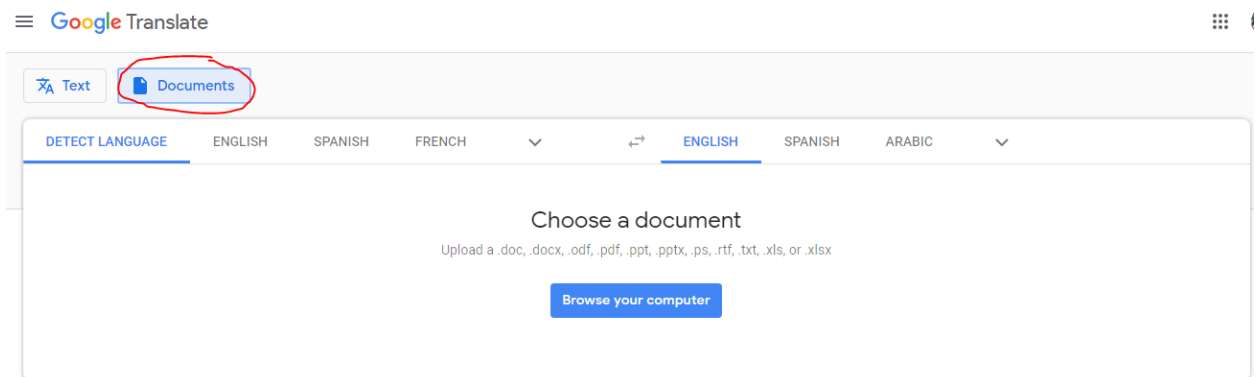 Google Translate
Text Documents
DETECT LANGUAGE ENGLISH SPANISH FRENCH ENGLISH SPANISH ARABIC
Choose a document
Upload a .doc, .docx, .odf, .pdf, .ppt, .pptx, .ps, .rtf, .txt, .xls, or .xlsx
Browse your computer